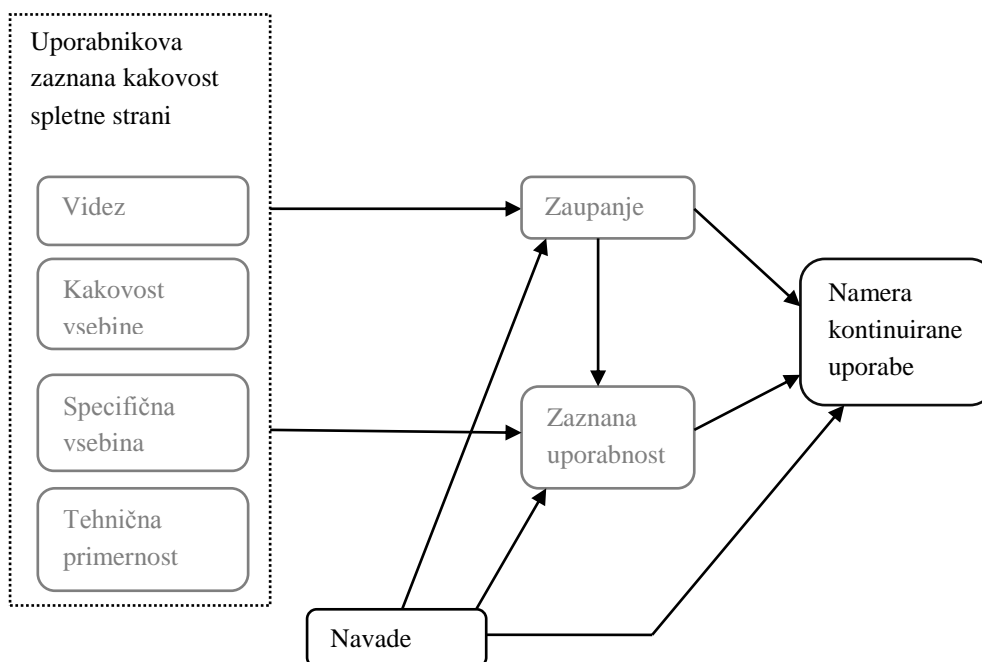 Uporabnikova
zaznana kakovost
spletne strani
Videz
Kakovost
vsebine
Specifična
vsebina
Tehnična
primernost
Zaupanje
Zaznana
uporabnost
Namera
kontinuirane
uporabe
Navade